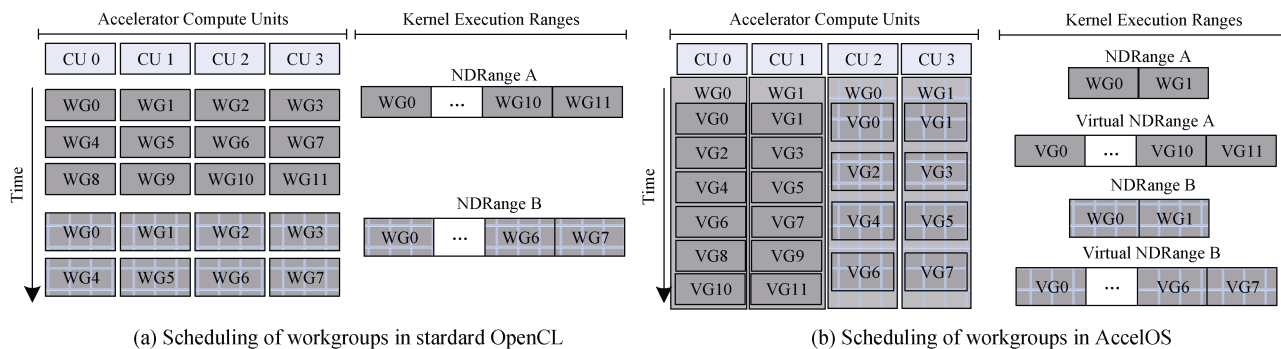 Accelerator Compute Units
Kernel Execution Ranges
CU 0 CU 1 CU 2 CU 3
NDRange A
WG0 ... WG10 WG11
Time
WG0 WG1 WG2 WG3
WG4 WG5 WG6 WG7
WG8 WG9 WG10 WG11
NDRange B
WG0 ... WG6 WG7
WG0 WG1 WG2 WG3
WG4 WG5 WG6 WG7
(a) Scheduling of workgroups in stardard OpenCL
Accelerator Compute Units
Kernel Execution Ranges
CU 0 CU 1 CU 2 CU 3
Time
WG0 WG1 WG0 WG1
VG0 VG1 VG0 VG1
VG2 VG3 VG2 VG3
VG4 VG5 VG4 VG5
VG6 VG7 VG6 VG7
VG8 VG9
VG10 VG11
NDRange A
WG0 WG1
Virtual NDRange A
VG0 ... VG10 VG11
NDRange B
WG0 WG1
Virtual NDRange B
VG0 ... VG6 VG7
(b) Scheduling of workgroups in AccelOS